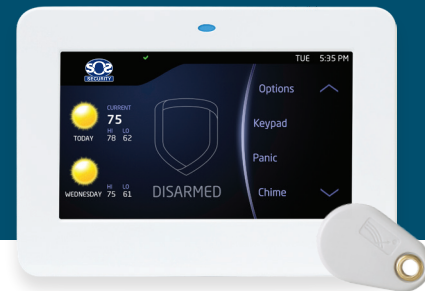 TUE 5:35 PM
SOS
SECURITY
CURRENT
75
HI LO
78 62
TODAY
HI LO
WEDNESDAY 75 61
DISARMED
Options
Keypad
Panic
Chime